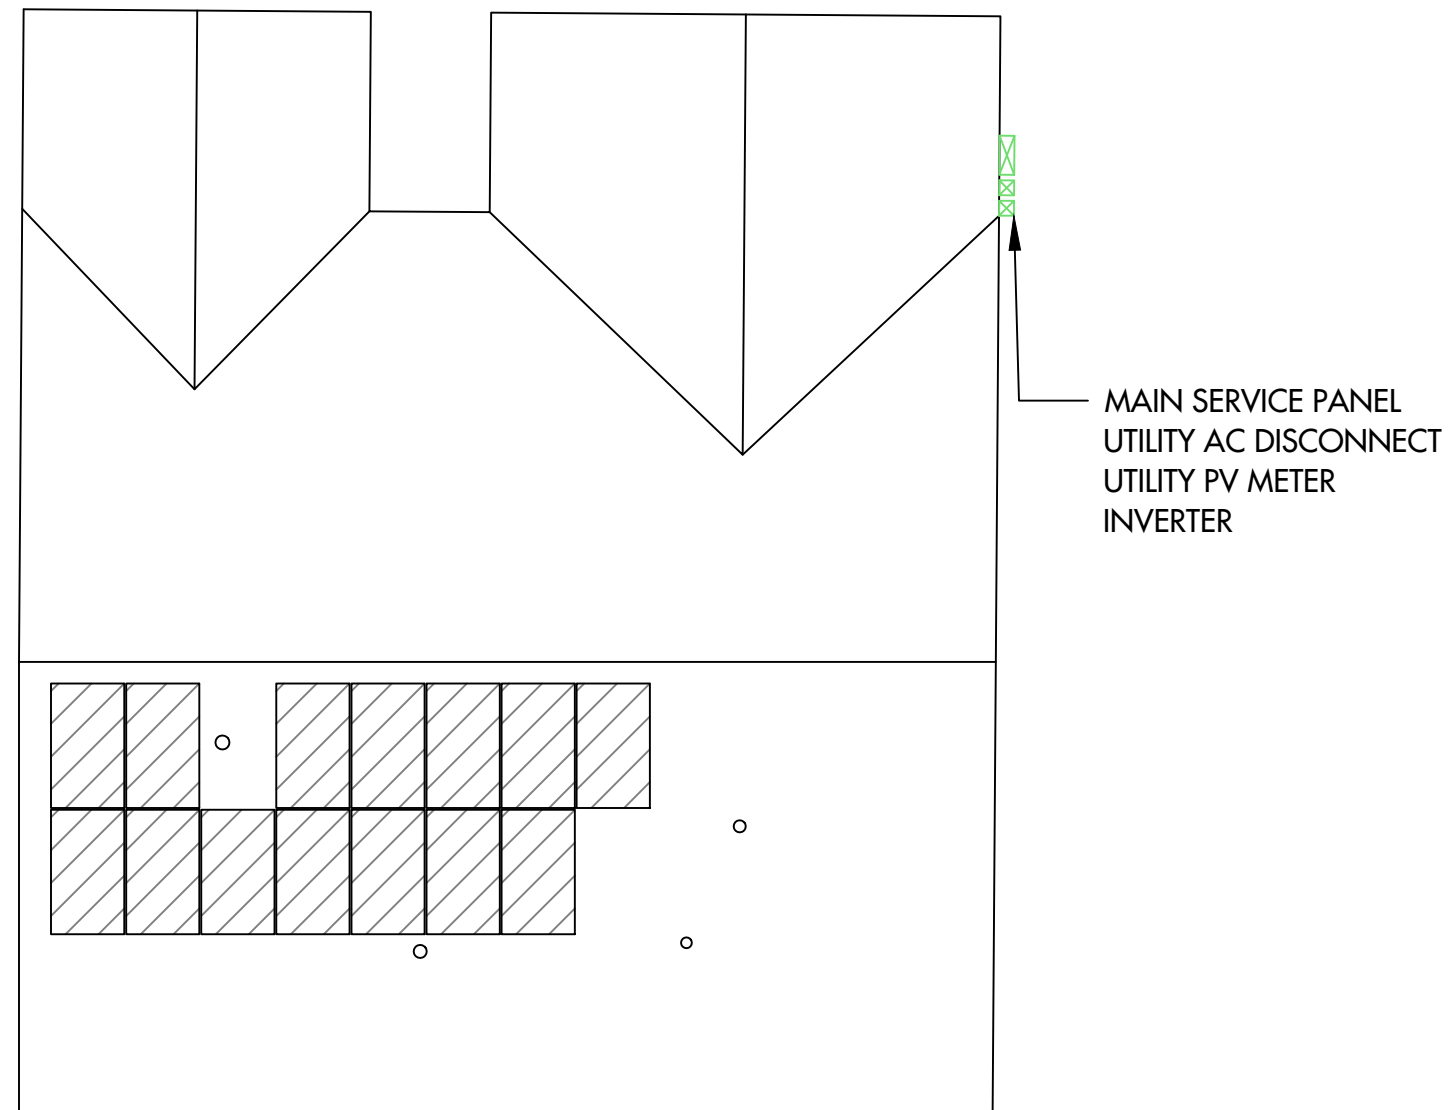 MAIN SERVICE PANEL
UTILITY AC DISCONNECT
UTILITY PV METER
INVERTER